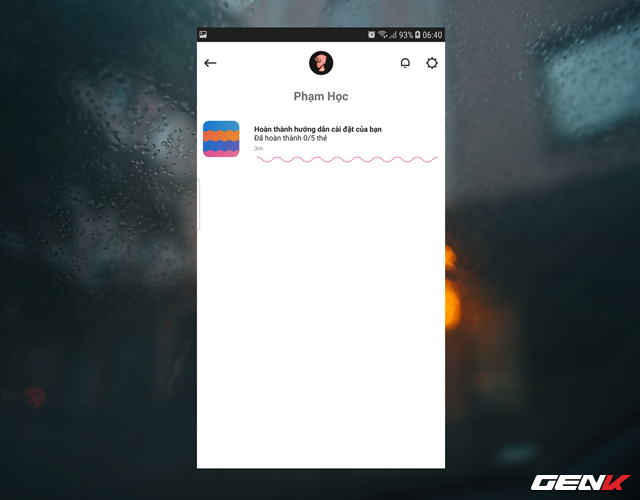 93% 06:40
Phạm Học
Hoàn thành hướng dẫn cài đặt của bạn
Đã hoàn thành 0/5 thẻ
3m
GENK